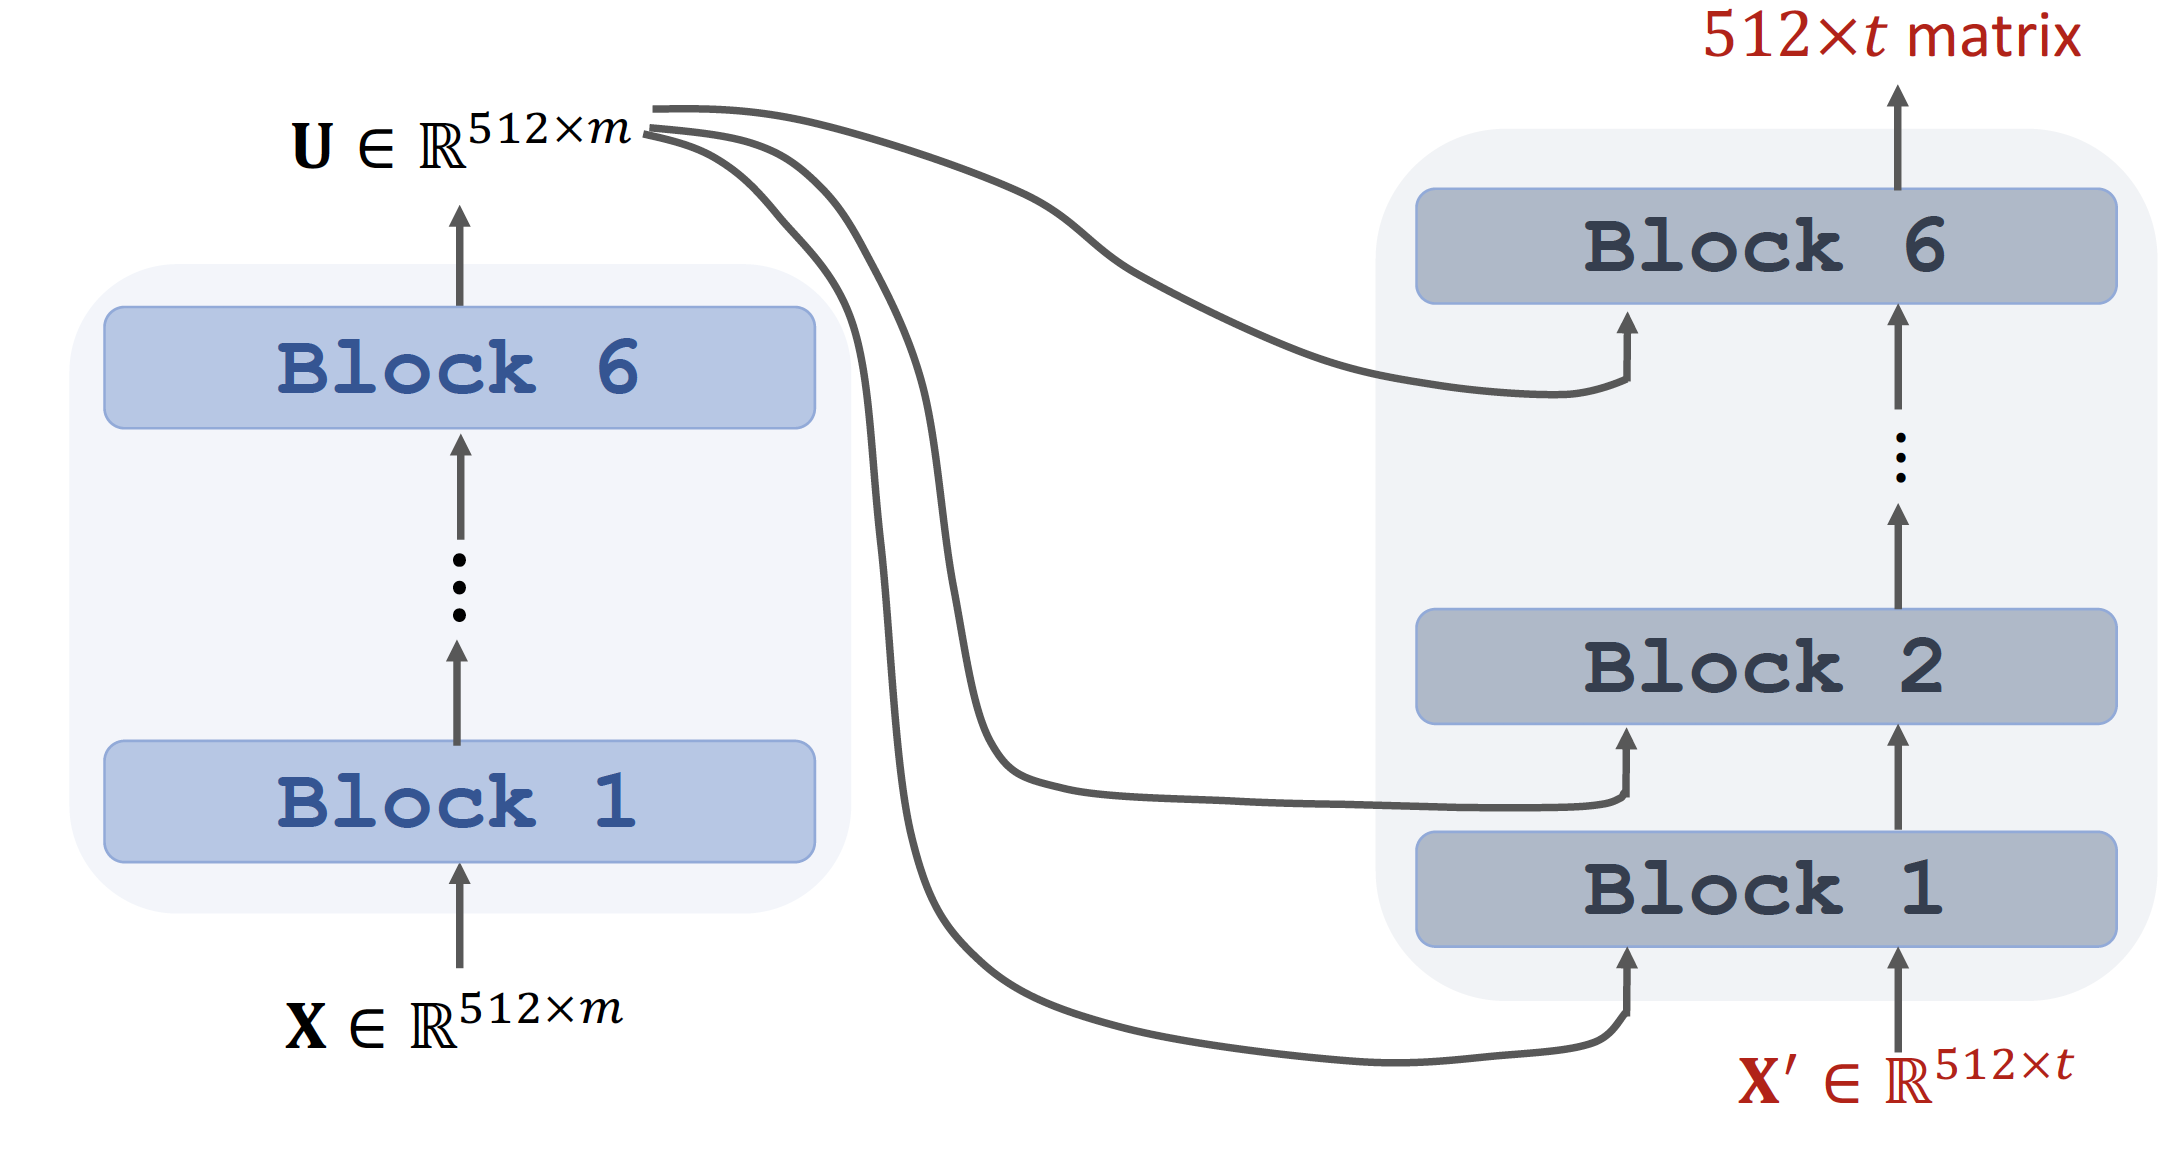 𝐔 ∈ ℝ^{512×𝑚}
Block 6
⋮
Block 1
𝐗 ∈ ℝ^{512×𝑚}
512×𝑡 matrix
Block 6
⋮
Block 2
Block 1
𝐗′ ∈ ℝ^{512×𝑡}